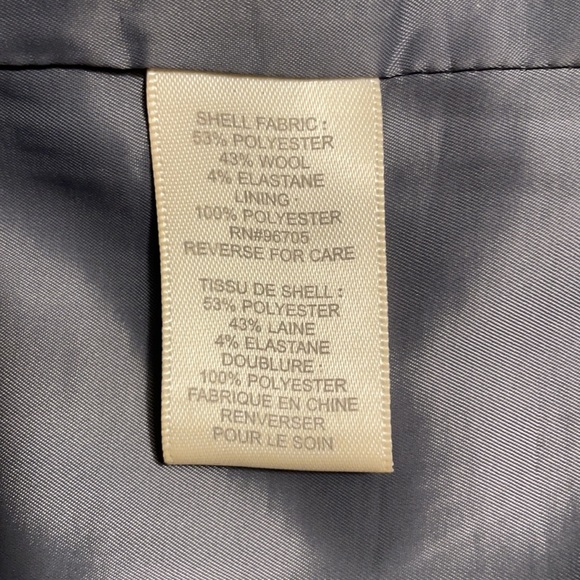 SHELL FABRIC :
53% POLYESTER
43% WOOL
4% ELASTANE
LINING :
100% POLYESTER
RN#96705
REVERSE FOR CARE
TISSU DE SHELL :
53% POLYESTER
43% LAINE
4% ELASTANE
DOUBLURE :
100% POLYESTER
FABRIQUE EN CHINE
RENVERSER
POUR LE SOIN